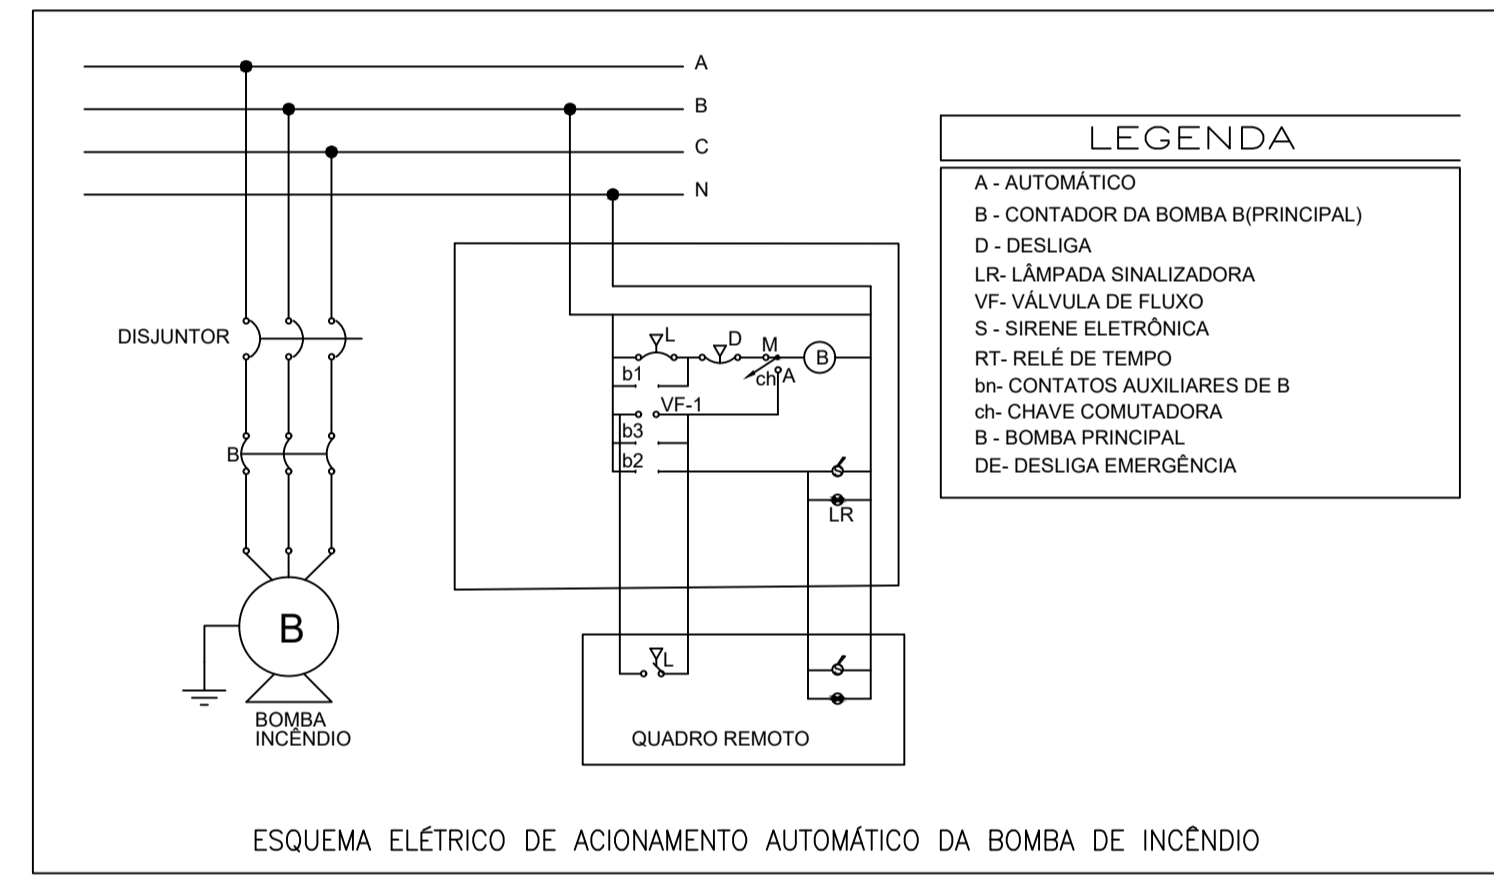 A
B
C
N
LEGENDA
A - AUTOMÁTICO
B - CONTADOR DA BOMBA B(PRINCIPAL)
D - DESLIGA
LR- LÂMPADA SINALIZADORA
VF- VÁLVULA DE FLUXO
S - SIRENE ELETRÔNICA
RT- RELÉ DE TEMPO
bn- CONTATOS AUXILIARES DE B
ch- CHAVE COMUTADORA
B - BOMBA PRINCIPAL
DE- DESLIGA EMERGÊNCIA
DISJUNTOR
B
B
BOMBA
INCÊNDIO
L
D
M
B
b1
ch
A
VF-1
b3
b2
LR
L
QUADRO REMOTO
ESQUEMA ELÉTRICO DE ACIONAMENTO AUTOMÁTICO DA BOMBA DE INCÊNDIO